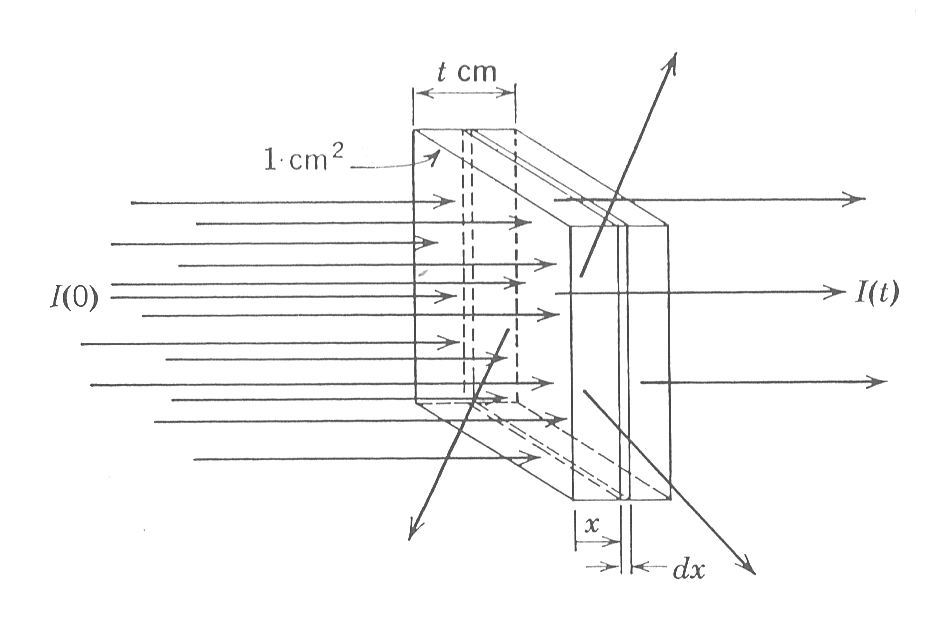 t cm
1·cm²
I(0)
I(t)
x
dx